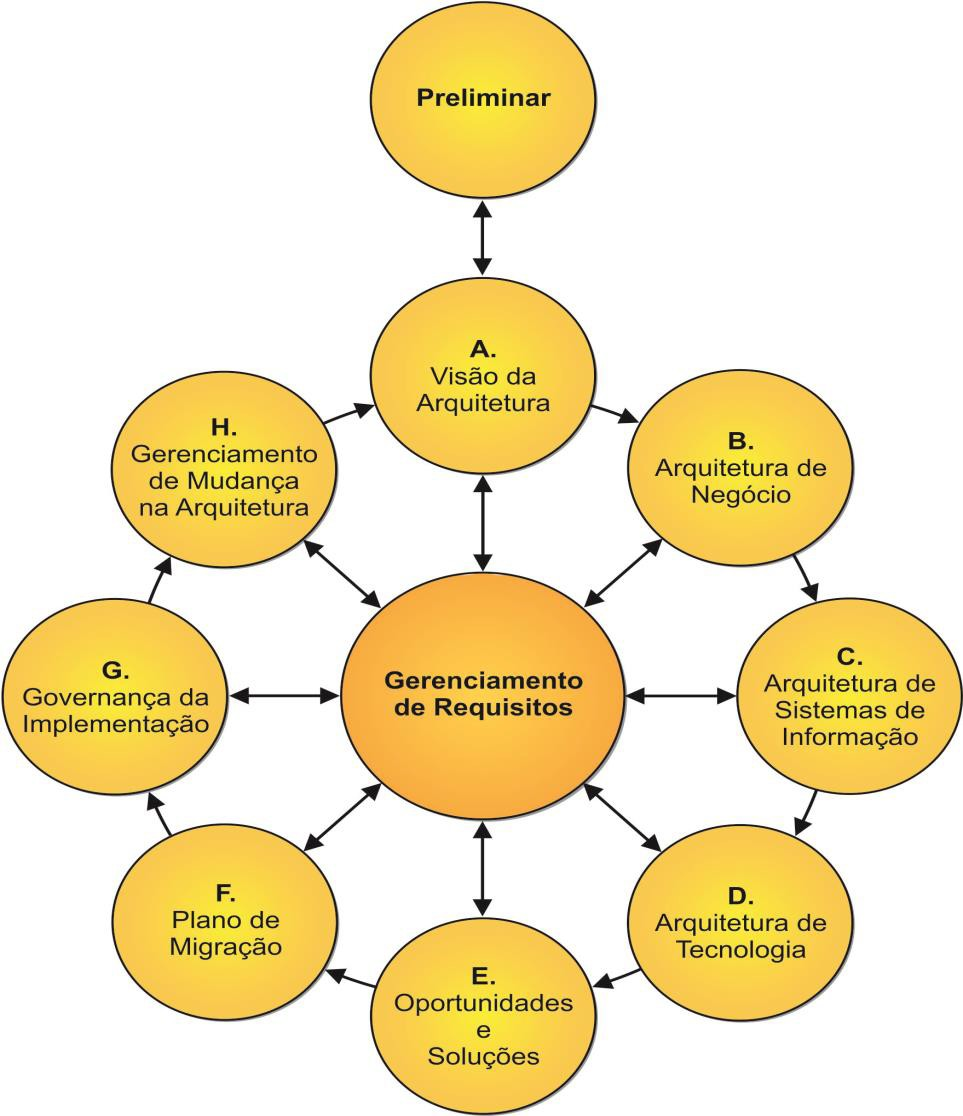 Preliminar
A.
Visão da
Arquitetura
B.
Arquitetura de
Negócio
C.
Arquitetura de
Sistemas de
Informação
D.
Arquitetura de
Tecnologia
E.
Oportunidades
e
Soluções
F.
Plano de
Migração
G.
Governança da
Implementação
H.
Gerenciamento
de Mudança
na Arquitetura
Gerenciamento
de Requisitos